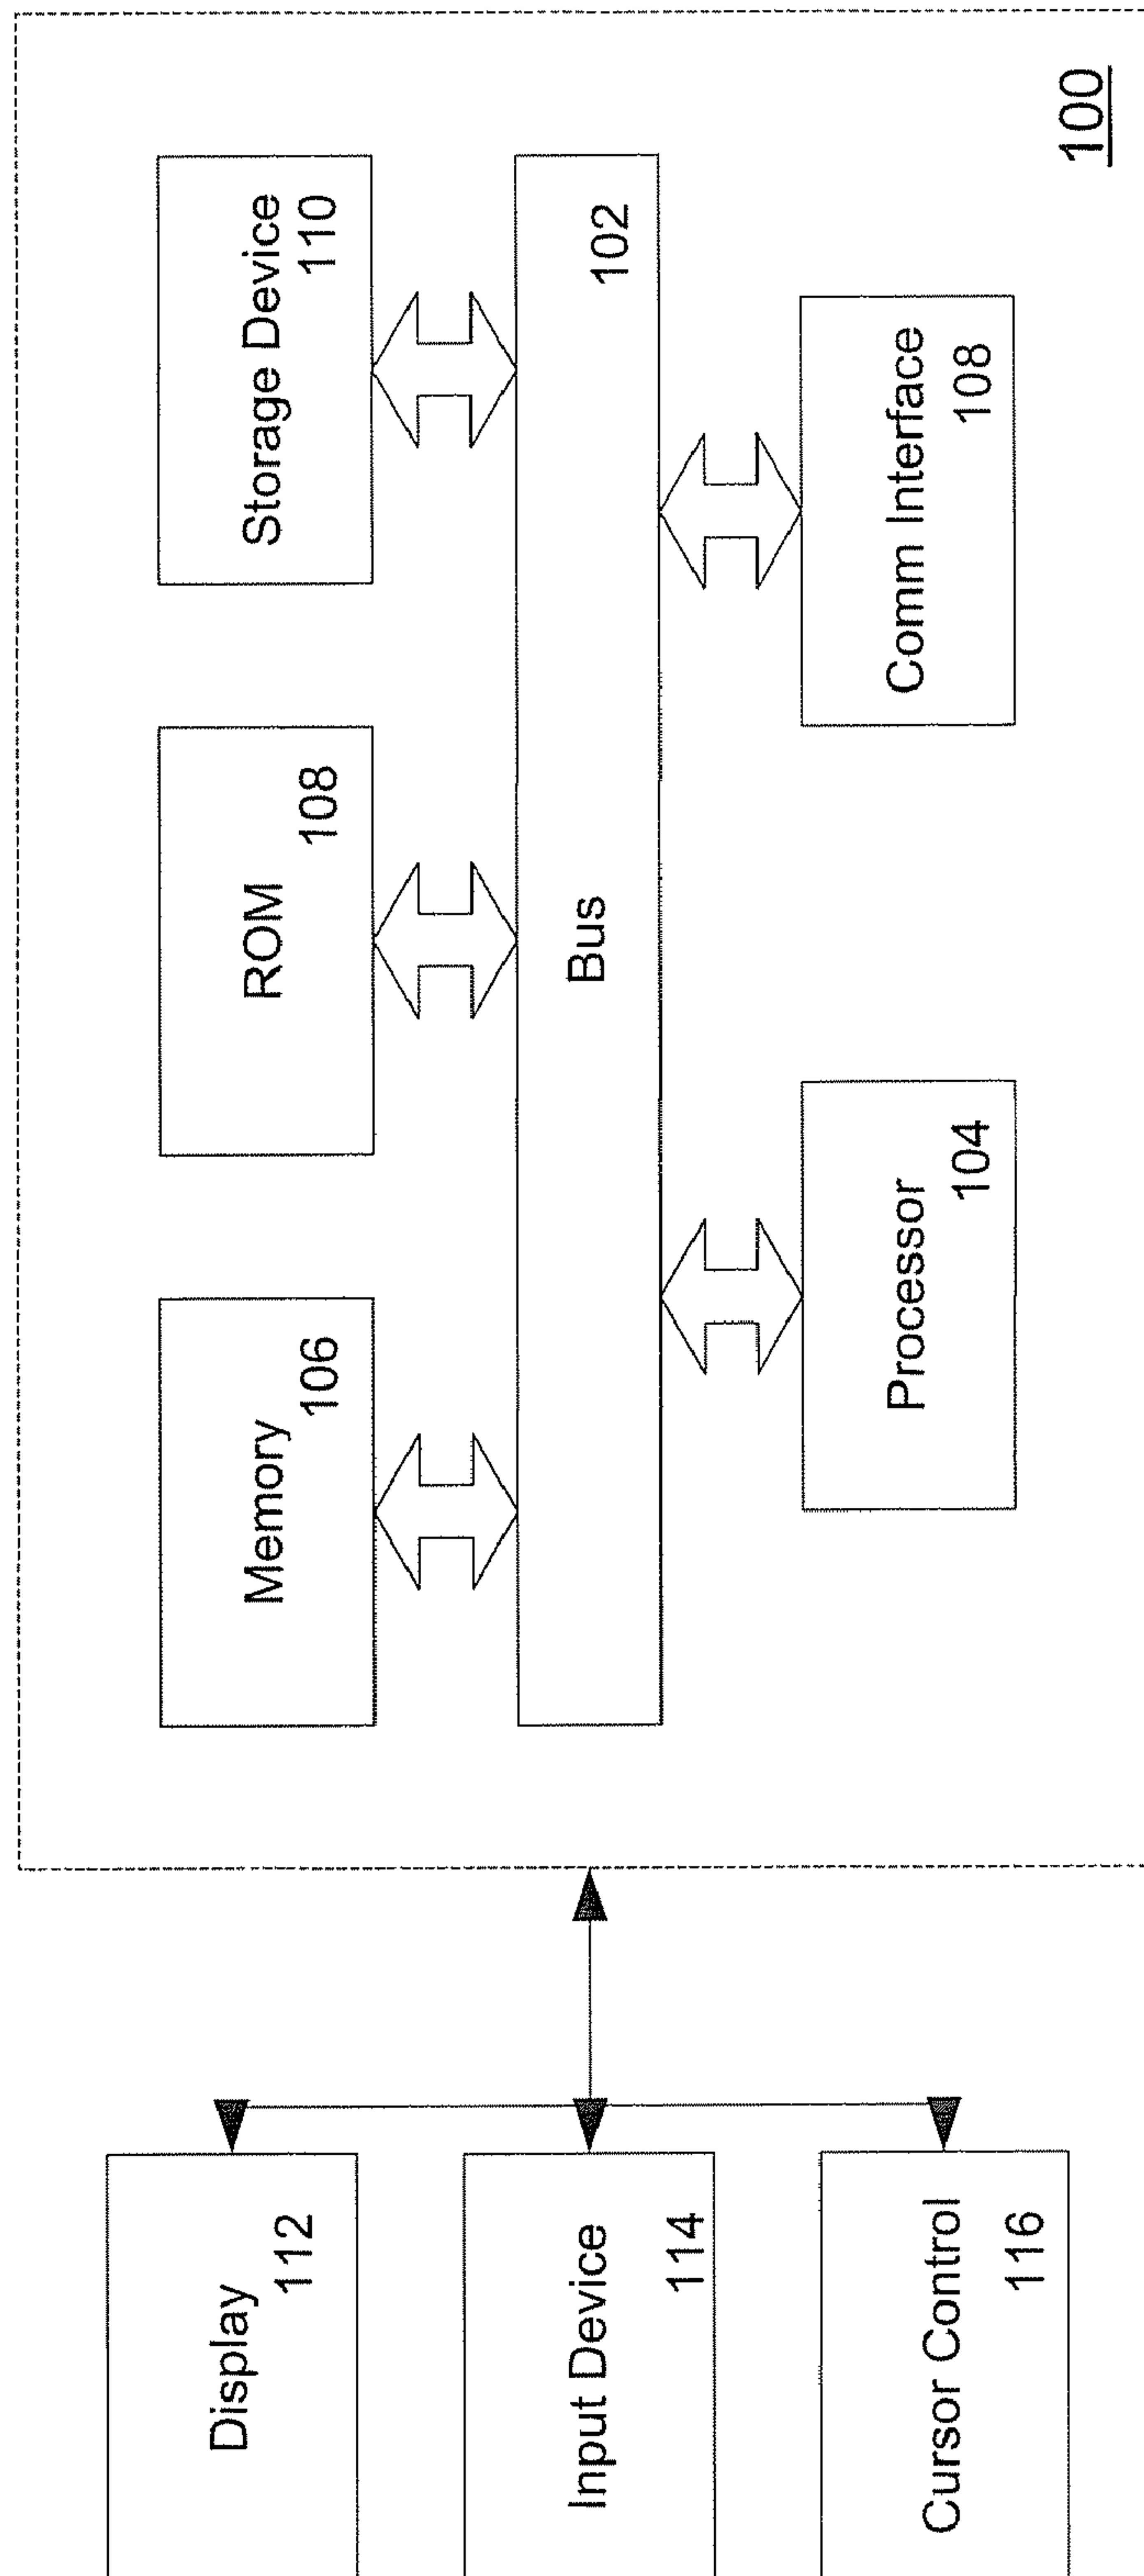 Display
112
Input Device
114
Cursor Control
116
Memory
106
ROM
108
Storage Device
110
Bus
102
Processor
104
Comm Interface
108
100